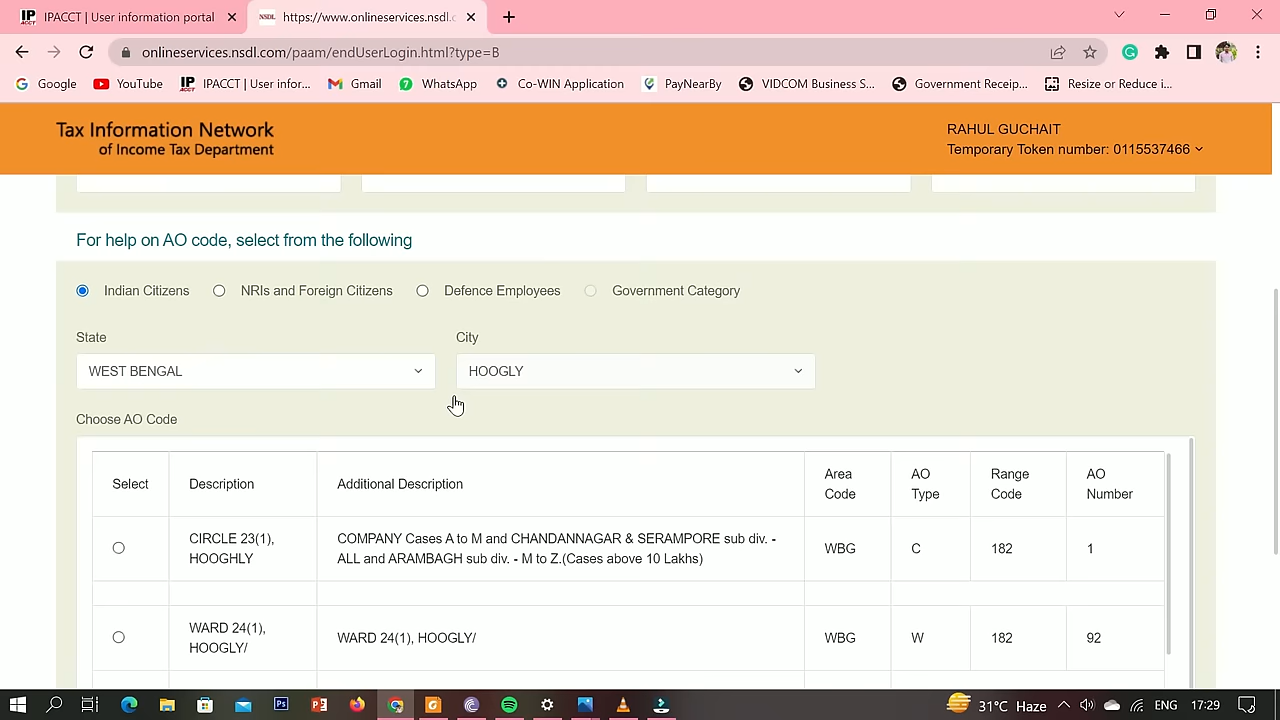 IPACCT | User information portal
https://www.onlineservices.nsdl.c
onlineservices.nsdl.com/paam/endUserLogin.html?type=B
Google YouTube IPACCT | User infor... Gmail WhatsApp Co-WIN Application PayNearBy VIDCOM Business S... Government Receip... Resize or Reduce i...
Tax Information Network
of Income Tax Department
RAHUL GUCHAIT
Temporary Token number: 0115537466
For help on AO code, select from the following
Indian Citizens NRIs and Foreign Citizens Defence Employees Government Category
State City
WEST BENGAL HOOGLY
Choose AO Code
Select Description Additional Description Area Code AO Type Range Code AO Number
CIRCLE 23(1), HOOGHLY COMPANY Cases A to M and CHANDANNAGAR & SERAMPORE sub div. -
ALL and ARAMBAGH sub div. - M to Z.(Cases above 10 Lakhs) WBG C 182 1
WARD 24(1), HOOGLY/ WARD 24(1), HOOGLY/ WBG W 182 92
31°C Haze ENG 17:29